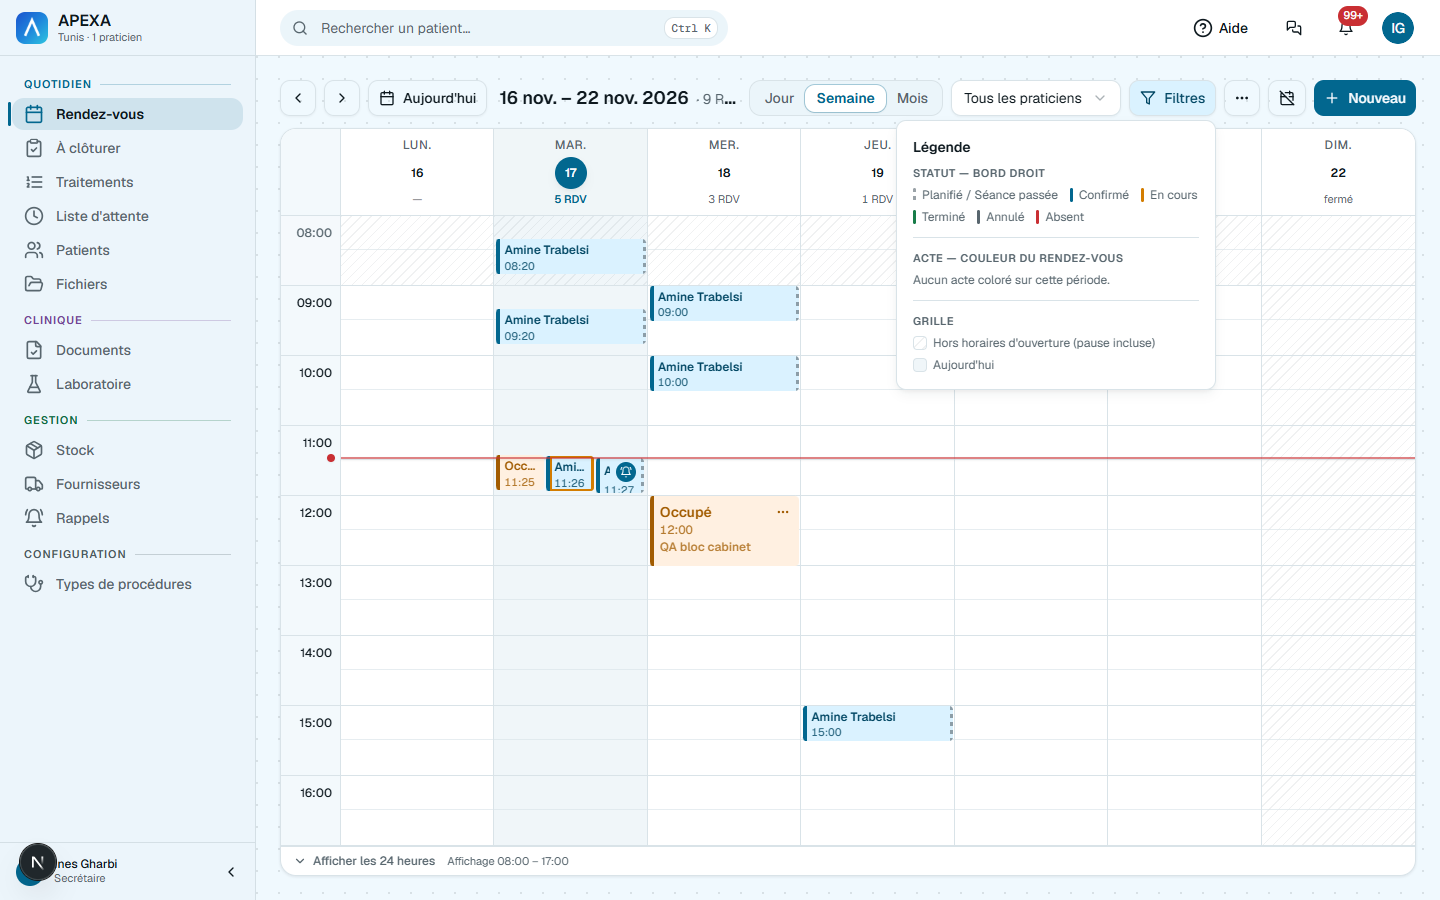 APEXA
Tunis · 1 praticien
Rechercher un patient…
Ctrl K
Aide
99+
IG
QUOTIDIEN
Rendez-vous
À clôturer
Traitements
Liste d'attente
Patients
Fichiers
CLINIQUE
Documents
Laboratoire
GESTION
Stock
Fournisseurs
Rappels
CONFIGURATION
Types de procédures
N
nes Gharbi
Secrétaire
Aujourd'hui
16 nov. – 22 nov. 2026 · 9 R...
Jour
Semaine
Mois
Tous les praticiens
Filtres
Nouveau
LUN.
16
—
MAR.
17
5 RDV
MER.
18
3 RDV
JEU.
19
1 RDV
DIM.
22
fermé
Légende
STATUT — BORD DROIT
Planifié / Séance passée
Confirmé
En cours
Terminé
Annulé
Absent
ACTE — COULEUR DU RENDEZ-VOUS
Aucun acte coloré sur cette période.
GRILLE
Hors horaires d'ouverture (pause incluse)
Aujourd'hui
08:00
Amine Trabelsi
08:20
09:00
Amine Trabelsi
09:00
Amine Trabelsi
09:20
10:00
Amine Trabelsi
10:00
11:00
Occ...
11:25
Ami...
11:26
A
11:27
12:00
Occupé
12:00
QA bloc cabinet
13:00
14:00
15:00
Amine Trabelsi
15:00
16:00
Afficher les 24 heures
Affichage 08:00 – 17:00